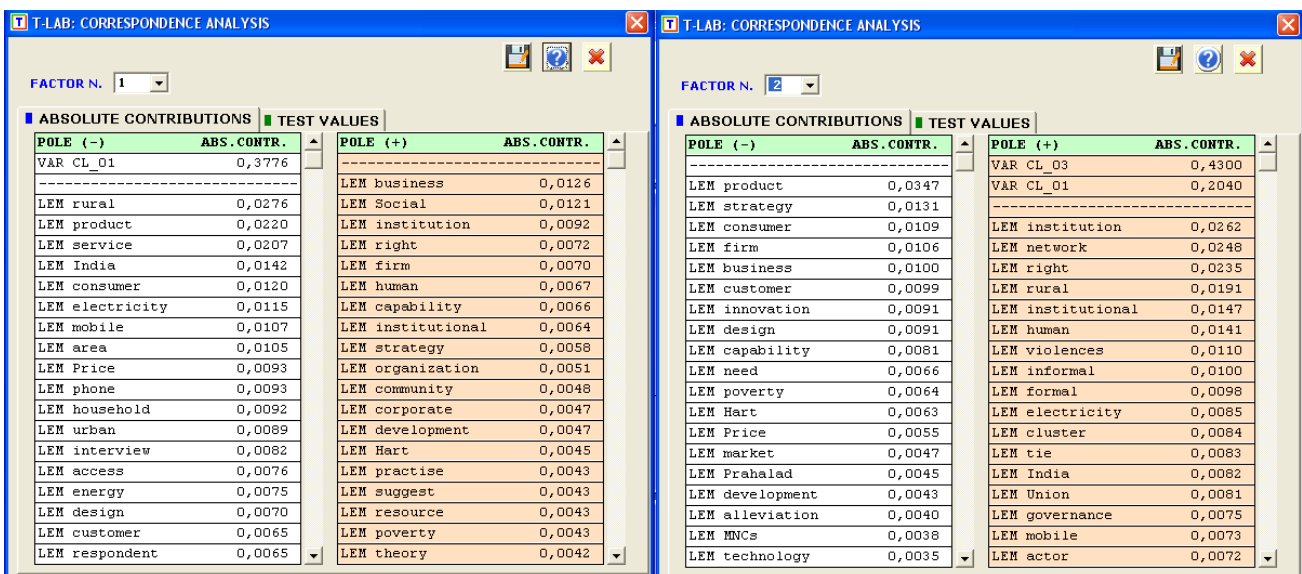 T-LAB: CORRESPONDENCE ANALYSIS
FACTOR N. 1
ABSOLUTE CONTRIBUTIONS TEST VALUES
POLE (-) ABS.CONTR. POLE (+) ABS.CONTR.
VAR CL_01 0,3776 ------------------------------
------------------------------ LEM business 0,0126
LEM rural 0,0276 LEM Social 0,0121
LEM product 0,0220 LEM institution 0,0092
LEM service 0,0207 LEM right 0,0072
LEM India 0,0142 LEM firm 0,0070
LEM consumer 0,0120 LEM human 0,0067
LEM electricity 0,0115 LEM capability 0,0066
LEM mobile 0,0107 LEM institutional 0,0064
LEM area 0,0105 LEM strategy 0,0058
LEM Price 0,0093 LEM organization 0,0051
LEM phone 0,0093 LEM community 0,0048
LEM household 0,0092 LEM corporate 0,0047
LEM urban 0,0089 LEM development 0,0047
LEM interview 0,0082 LEM Hart 0,0045
LEM access 0,0076 LEM practise 0,0043
LEM energy 0,0075 LEM suggest 0,0043
LEM design 0,0070 LEM resource 0,0043
LEM customer 0,0065 LEM poverty 0,0043
LEM respondent 0,0065 LEM theory 0,0042
T-LAB: CORRESPONDENCE ANALYSIS
FACTOR N. 2
ABSOLUTE CONTRIBUTIONS TEST VALUES
POLE (-) ABS.CONTR. POLE (+) ABS.CONTR.
------------------------------ VAR CL_03 0,4300
LEM product 0,0347 VAR CL_01 0,2040
LEM strategy 0,0131 ------------------------------
LEM consumer 0,0109 LEM institution 0,0262
LEM firm 0,0106 LEM network 0,0248
LEM business 0,0100 LEM right 0,0235
LEM customer 0,0099 LEM rural 0,0191
LEM innovation 0,0091 LEM institutional 0,0147
LEM design 0,0091 LEM human 0,0141
LEM capability 0,0081 LEM violences 0,0110
LEM need 0,0066 LEM informal 0,0100
LEM poverty 0,0064 LEM formal 0,0098
LEM Hart 0,0063 LEM electricity 0,0085
LEM Price 0,0055 LEM cluster 0,0084
LEM market 0,0047 LEM tie 0,0083
LEM Prahalad 0,0045 LEM India 0,0082
LEM development 0,0043 LEM Union 0,0081
LEM alleviation 0,0040 LEM governance 0,0075
LEM MNCs 0,0038 LEM mobile 0,0073
LEM technology 0,0035 LEM actor 0,0072